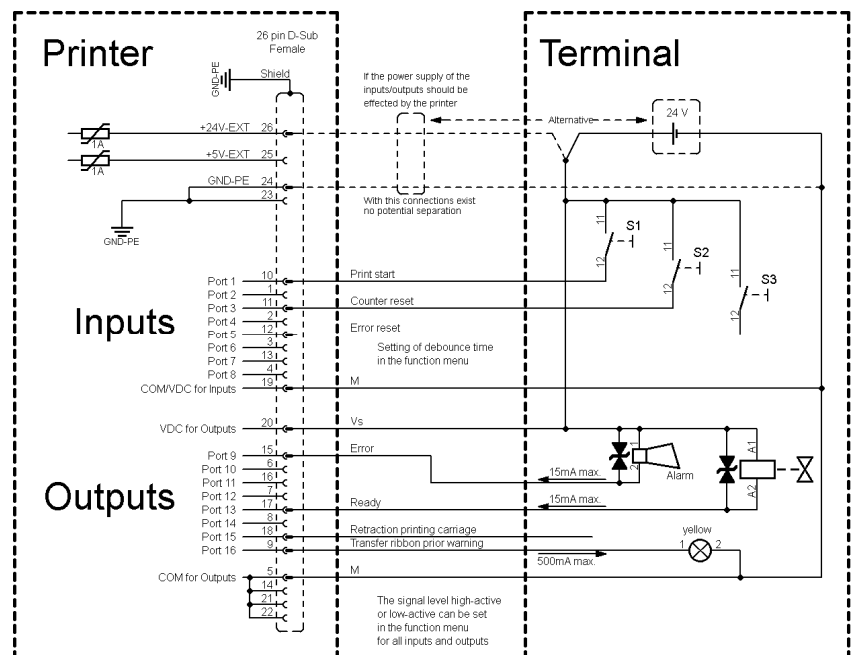 Printer
26 pin D-Sub
Female
Terminal
GND-PE
Shield
If the power supply of the
inputs/outputs should be
effected by the printer
Alternative
24 V
1A
+24V-EXT 26
1A
+5V-EXT 25
GND-PE 24
23
GND-PE
With this connections exist
no potential separation
11
12
S1
11
12
S2
11
12
S3
Inputs
Port 1 10 Print start
Port 2 1
Port 3 11 Counter reset
Port 4 2
Port 5 12 Error reset
Port 6 3
Port 7 13
Port 8 4
COM/VDC for Inputs 19 M
Setting of debounce time
in the function menu
Outputs
VDC for Outputs 20 Vs
Port 9 15 Error
Port 10 6
Port 11 16
Port 12 7
Port 13 17 Ready
Port 14 8
Port 15 18 Retraction printing carriage
Port 16 9 Transfer ribbon prior warning
COM for Outputs 5 M
14
21
22
1
2
Alarm
A1
A2
15mA max.
15mA max.
500mA max.
yellow
1 2
The signal level high-active
or low-active can be set
in the function menu
for all inputs and outputs